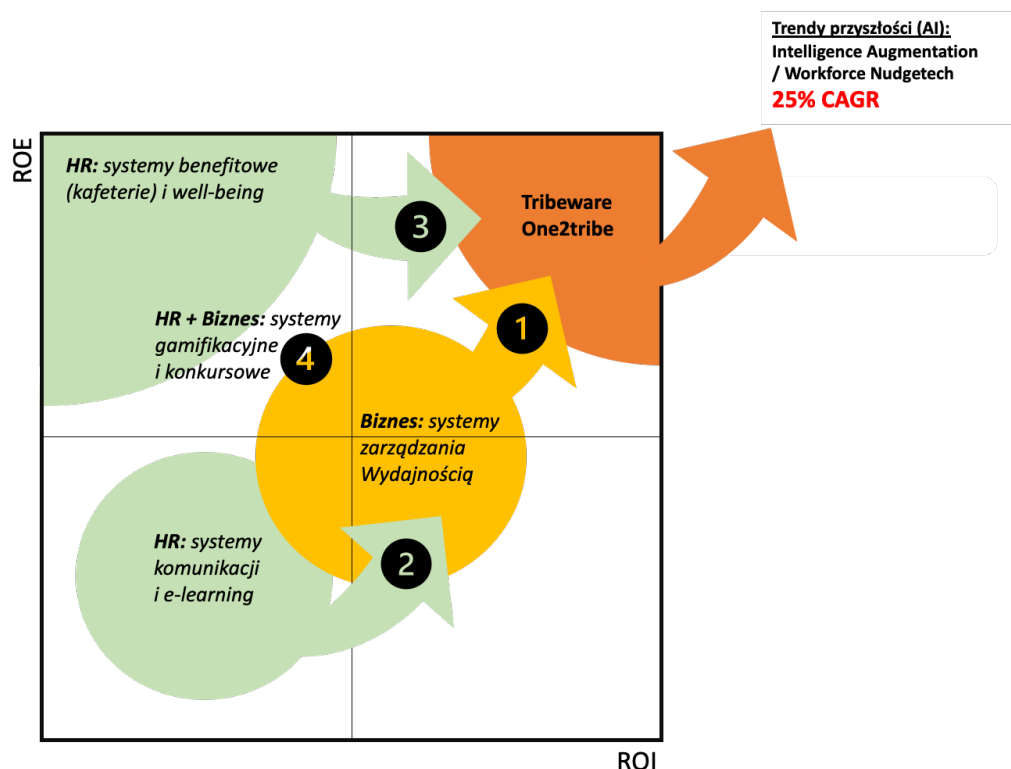 Trendy przyszłości (AI):
Intelligence Augmentation
/ Workforce Nudgetech
25% CAGR
ROE
HR: systemy benefitowe
(kafeterie) i well-being
3
Tribeware
One2tribe
1
HR + Biznes: systemy
gamifikacyjne
i konkursowe
4
Biznes: systemy
zarządzania
Wydajnością
HR: systemy
komunikacji
i e-learning
2
ROI